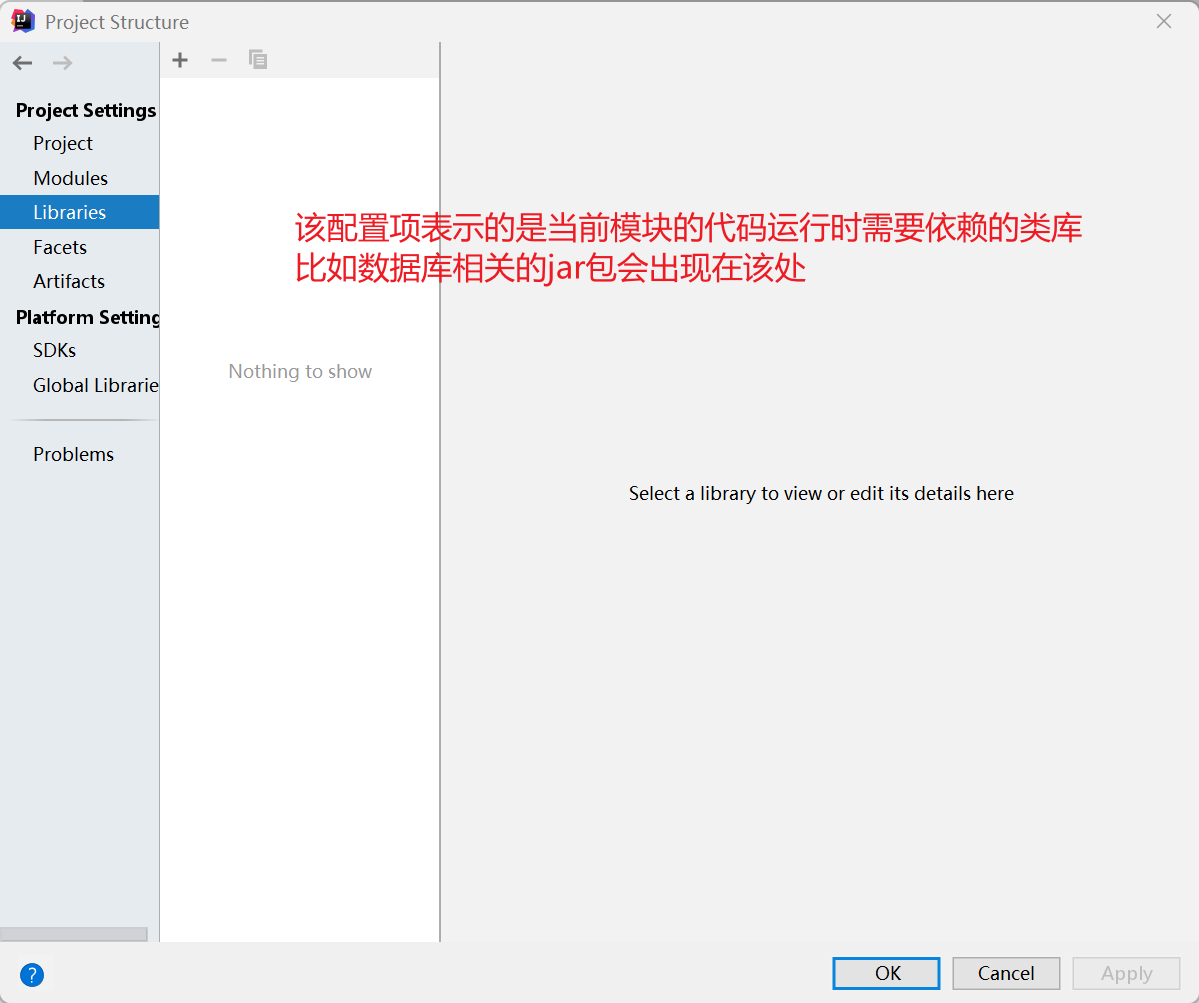 Project Structure
Project Settings
Project
Modules
Libraries
Facets
Artifacts
Platform Setting
SDKs
Global Librarie
Problems
该配置项表示的是当前模块的代码运行时需要依赖的类库
比如数据库相关的jar包会出现在该处
Nothing to show
Select a library to view or edit its details here
?
OK
Cancel
Apply